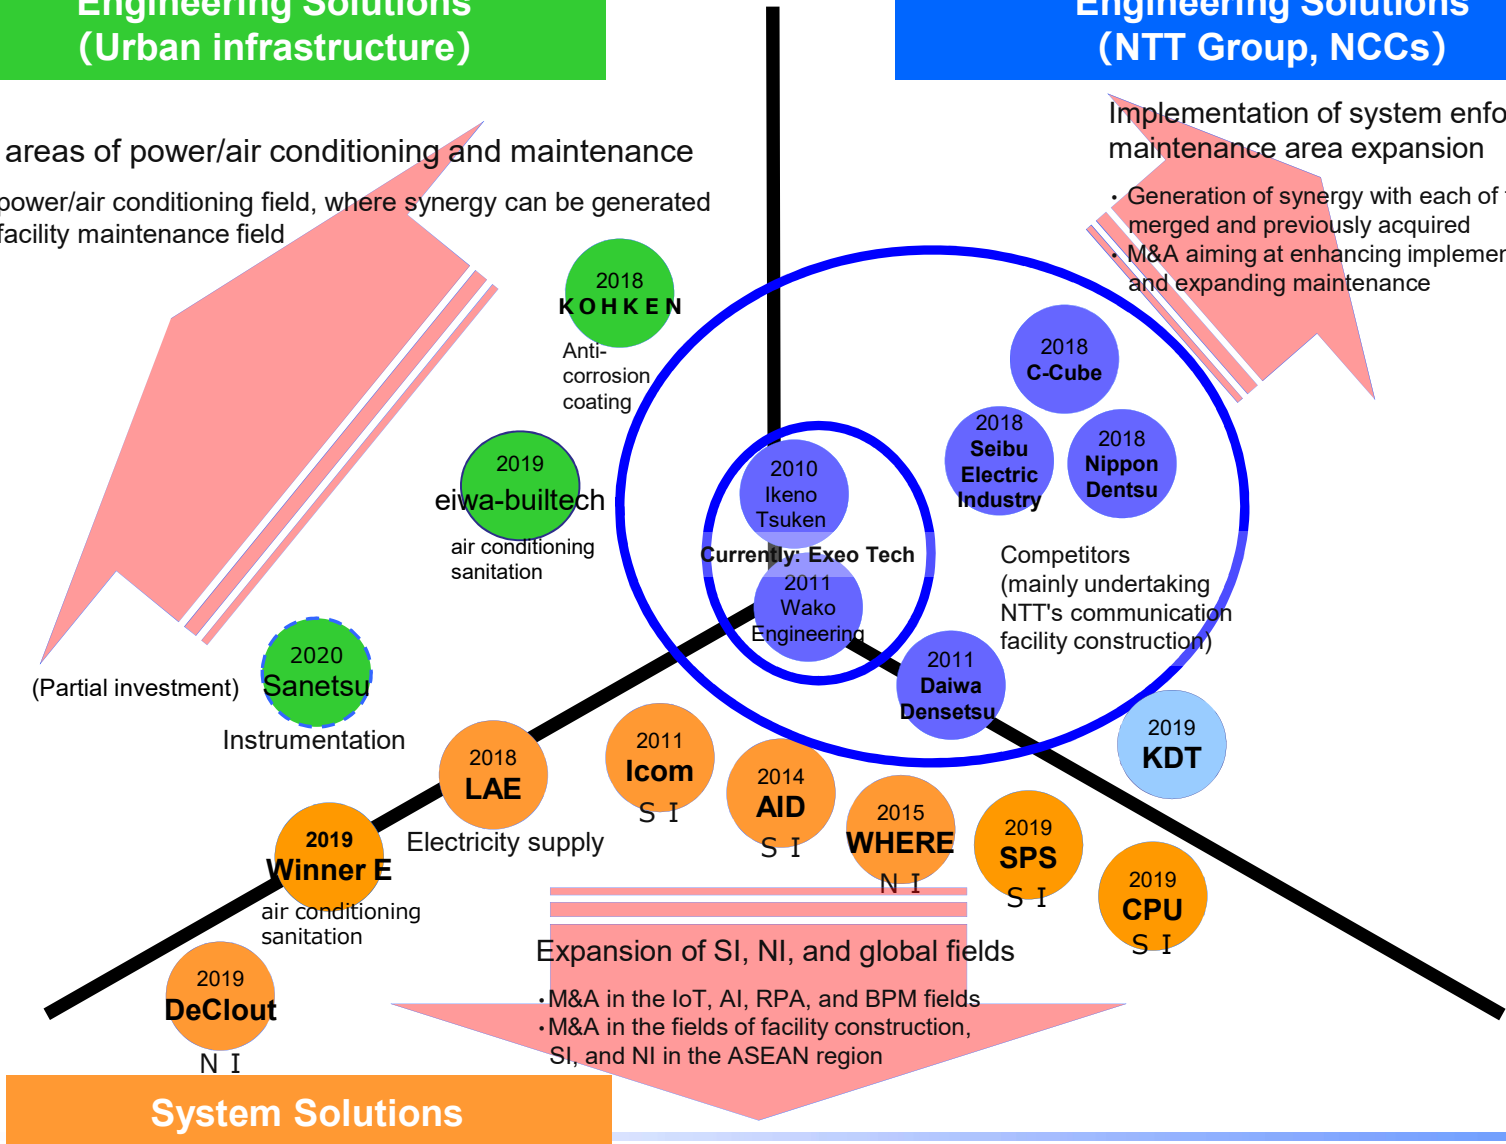 Engineering Solutions
（Urban infrastructure）
Engineering Solutions
（NTT Group, NCCs）
areas of power/air conditioning and maintenance
power/air conditioning field, where synergy can be generated
facility maintenance field
Implementation of system enfo
maintenance area expansion
・Generation of synergy with each of t
merged and previously acquired
・M&A aiming at enhancing implemen
and expanding maintenance
2018
KOHKEN
Anti-
corrosion
coating
2018
C-Cube
2018
Seibu
Electric
Industry
2018
Nippon
Dentsu
2019
eiwa-builtech
air conditioning
sanitation
2010
Ikeno
Tsuken
Currently: Exeo Tech
2011
Wako
Engineering
Competitors
(mainly undertaking
NTT's communication
facility construction)
2011
Daiwa
Densetsu
2020
Sanetsu
(Partial investment)
Instrumentation
2018
LAE
Electricity supply
2011
Icom
ＳＩ
2014
AID
ＳＩ
2015
WHERE
ＮＩ
2019
SPS
ＳＩ
2019
CPU
ＳＩ
2019
KDT
2019
Winner E
air conditioning
sanitation
2019
DeClout
ＮＩ
Expansion of SI, NI, and global fields
・M&A in the IoT, AI, RPA, and BPM fields
・M&A in the fields of facility construction,
SI, and NI in the ASEAN region
System Solutions